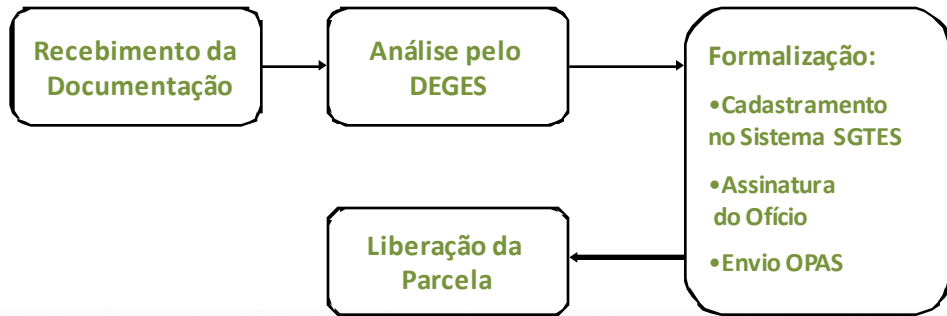 Recebimento da
Documentação
Análise pelo
DEGES
Formalização:
•Cadastramento
no Sistema SGTES
•Assinatura
do Ofício
•Envio OPAS
Liberação da
Parcela